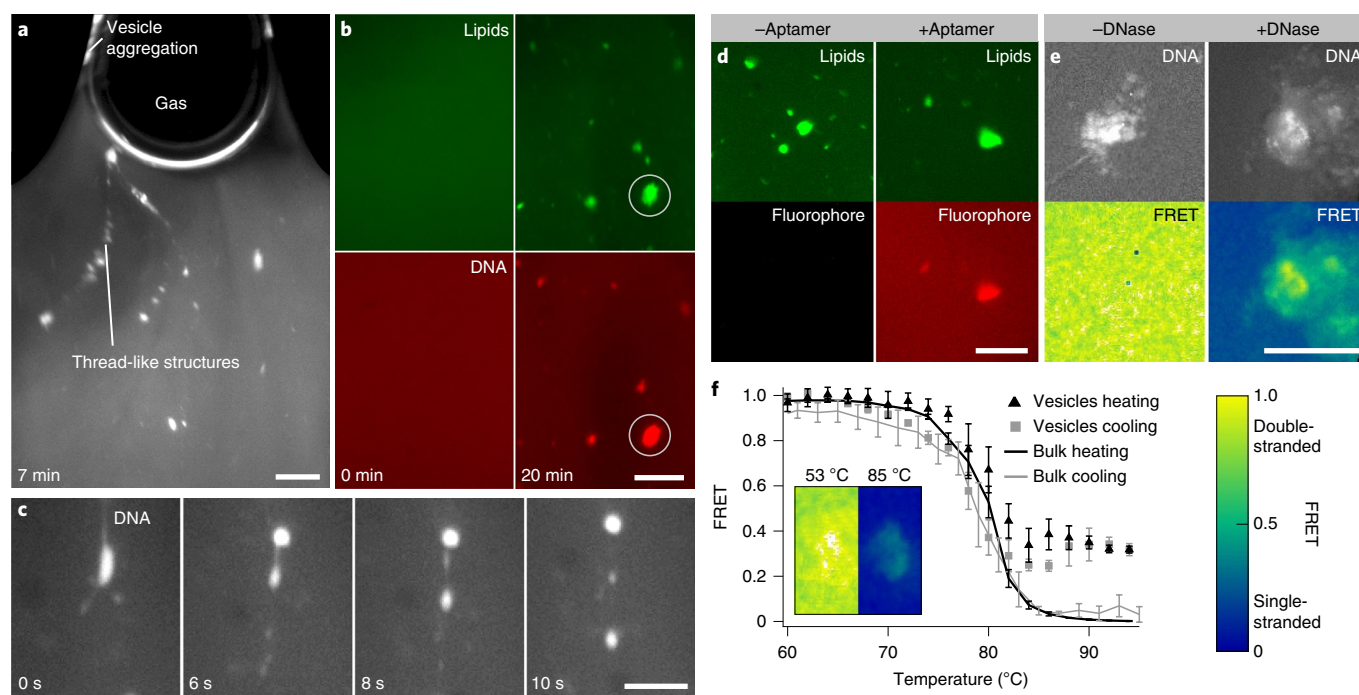 a
Vesicle
aggregation
Gas
Thread-like structures
7 min
b
Lipids
DNA
0 min
20 min
c
DNA
0 s
6 s
8 s
10 s
–Aptamer
+Aptamer
d
Lipids
Lipids
Fluorophore
Fluorophore
–DNase
+DNase
e
DNA
DNA
FRET
FRET
f
1.0
0.8
0.6
0.4
0.2
0
FRET
60
70
80
90
Temperature (°C)
53 °C
85 °C
Vesicles heating
Vesicles cooling
Bulk heating
Bulk cooling
1.0
Double-
stranded
0.5
Single-
stranded
0
FRET